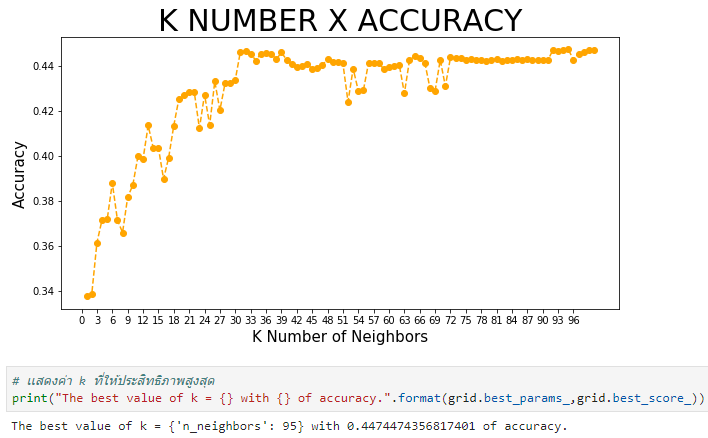 K NUMBER X ACCURACY
Accuracy
0.44
0.42
0.40
0.38
0.36
0.34
0 3 6 9 12 15 18 21 24 27 30 33 36 39 42 45 48 51 54 57 60 63 66 69 72 75 78 81 84 87 90 93 96
K Number of Neighbors
# แสดงค่า k ที่ให้ประสิทธิภาพสูงสุด
print("The best value of k = {} with {} of accuracy.".format(grid.best_params_,grid.best_score_))
The best value of k = {'n_neighbors': 95} with 0.4474474356817401 of accuracy.